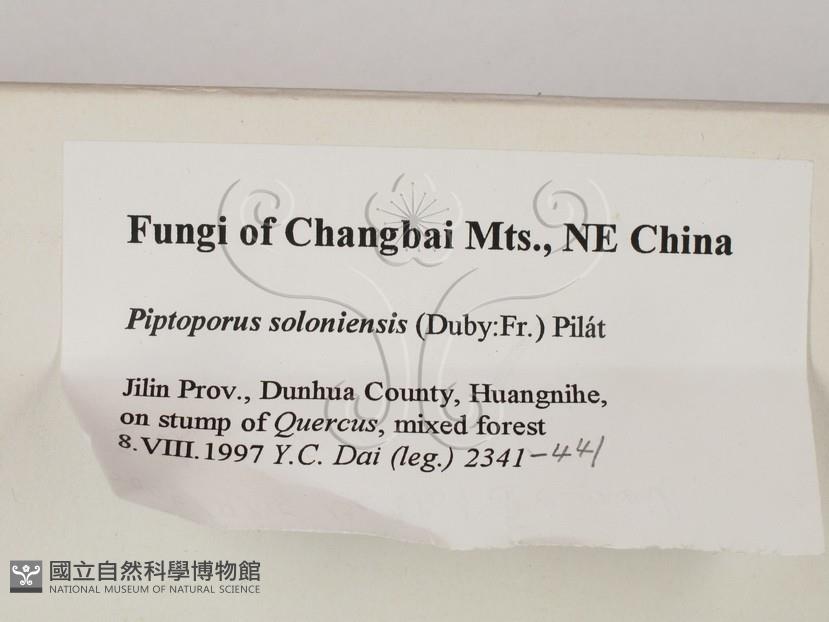 Fungi of Changbai Mts., NE China
Piptoporus soloniensis (Duby:Fr.) Pilát
Jilin Prov., Dunhua County, Huangnihe,
on stump of Quercus, mixed forest
8.VIII.1997 Y.C. Dai (leg.) 2341-441
國立自然科學博物館
NATIONAL MUSEUM OF NATURAL SCIENCE